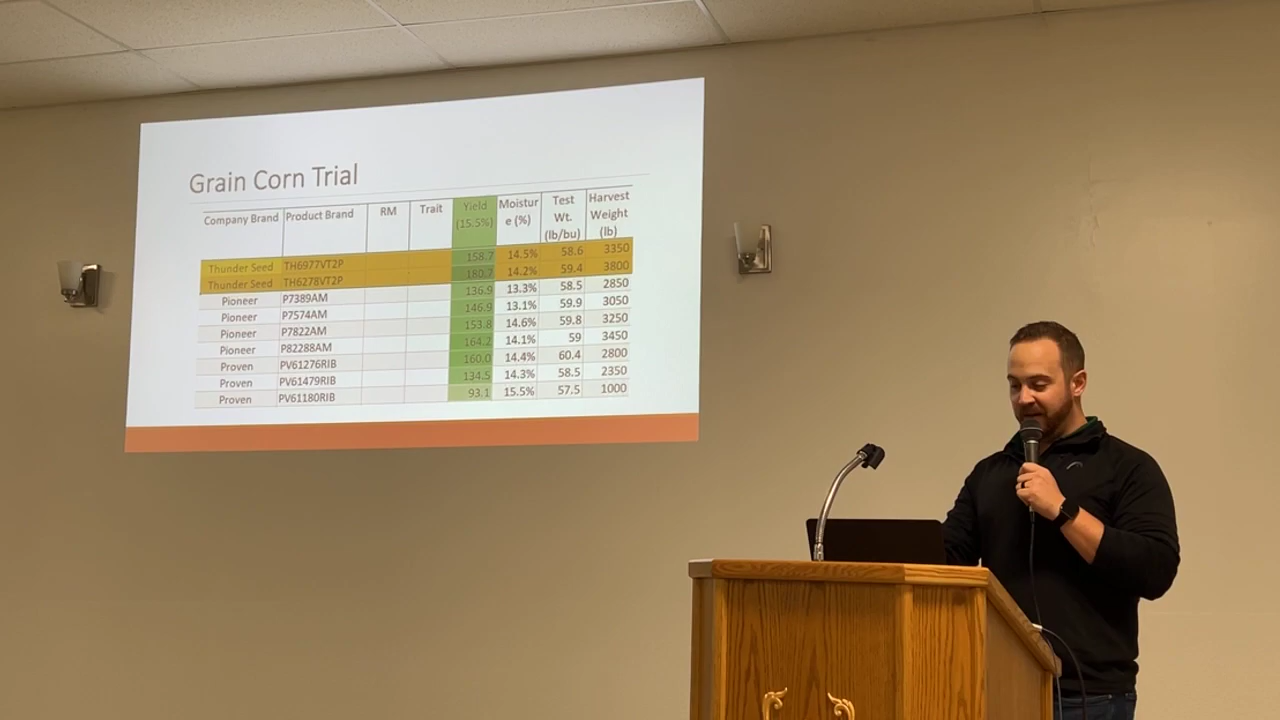 Grain Corn Trial
Company Brand Product Brand RM Trait Yield (15.5%) Moistur e (%) Test Wt. (lb/bu) Harvest Weight (lb)
Thunder Seed TH6977VT2P 158.7 14.5% 58.6 3350
Thunder Seed TH6278VT2P 180.7 14.2% 59.4 3800
Pioneer P7389AM 136.9 13.3% 58.5 2850
Pioneer P7574AM 146.9 13.1% 59.9 3050
Pioneer P7822AM 153.8 14.6% 59.8 3250
Pioneer P82288AM 164.2 14.1% 59 3450
Proven PV61276RIB 160.0 14.4% 60.4 2800
Proven PV61479RIB 134.5 14.3% 58.5 2350
Proven PV61180RIB 93.1 15.5% 57.5 1000